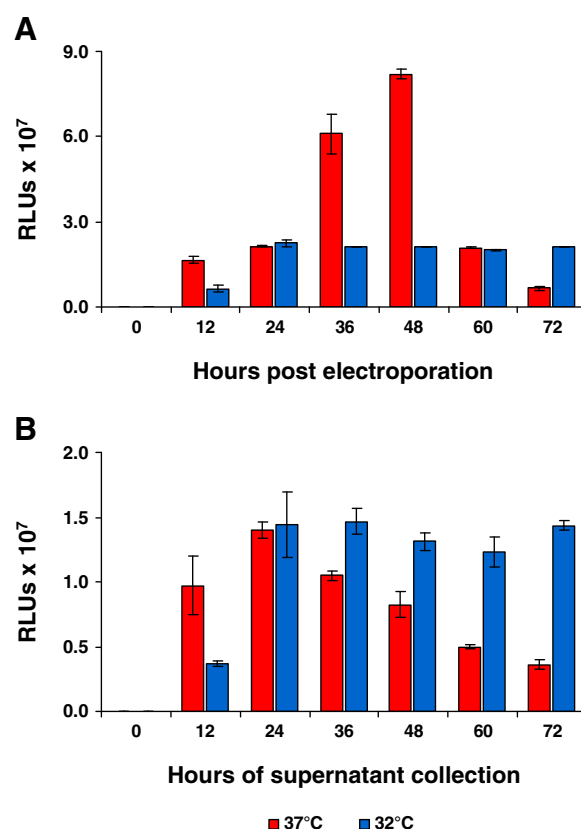 A
RLUs x 10⁷
9.0
6.0
3.0
0.0
0 12 24 36 48 60 72
Hours post electroporation
B
RLUs x 10⁷
2.0
1.5
1.0
0.5
0.0
0 12 24 36 48 60 72
Hours of supernatant collection
37°C 32°C